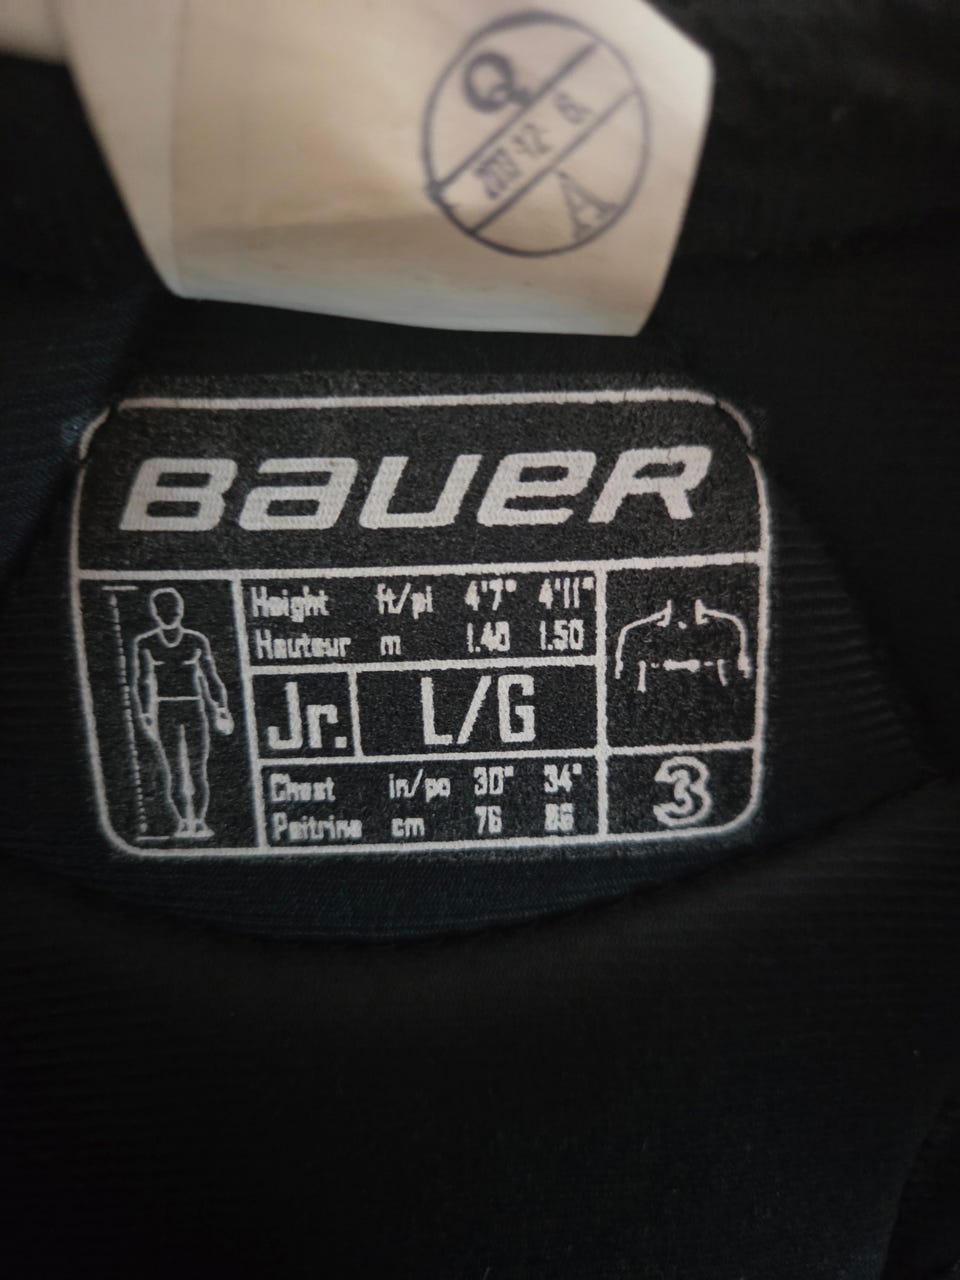 Q
A
BAUER
Height ft/pi 4'7" 4'11"
Hauteur m 1.40 1.50
Jr. L/G
Chest in/po 30" 34"
Poitrine cm 76 86
3